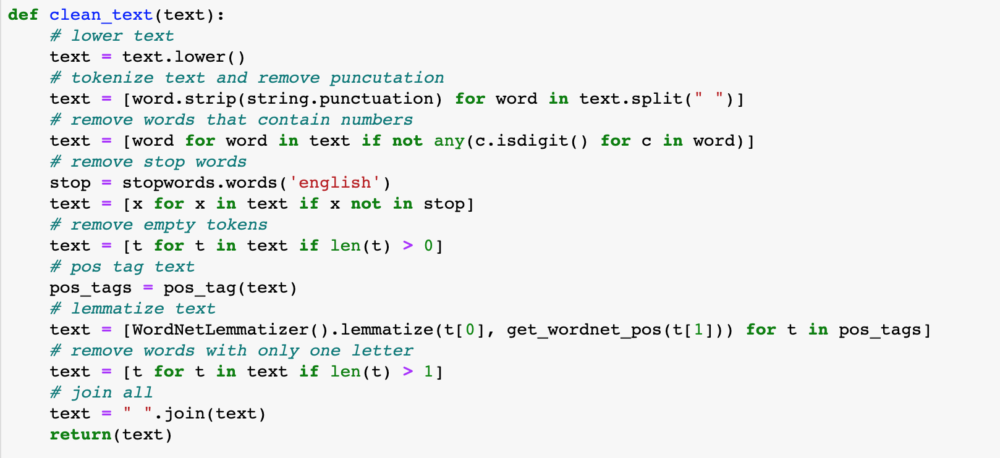 def clean_text(text):
    # lower text
    text = text.lower()
    # tokenize text and remove puncutation
    text = [word.strip(string.punctuation) for word in text.split(" ")]
    # remove words that contain numbers
    text = [word for word in text if not any(c.isdigit() for c in word)]
    # remove stop words
    stop = stopwords.words('english')
    text = [x for x in text if x not in stop]
    # remove empty tokens
    text = [t for t in text if len(t) > 0]
    # pos tag text
    pos_tags = pos_tag(text)
    # lemmatize text
    text = [WordNetLemmatizer().lemmatize(t[0], get_wordnet_pos(t[1])) for t in pos_tags]
    # remove words with only one letter
    text = [t for t in text if len(t) > 1]
    # join all
    text = " ".join(text)
    return(text)